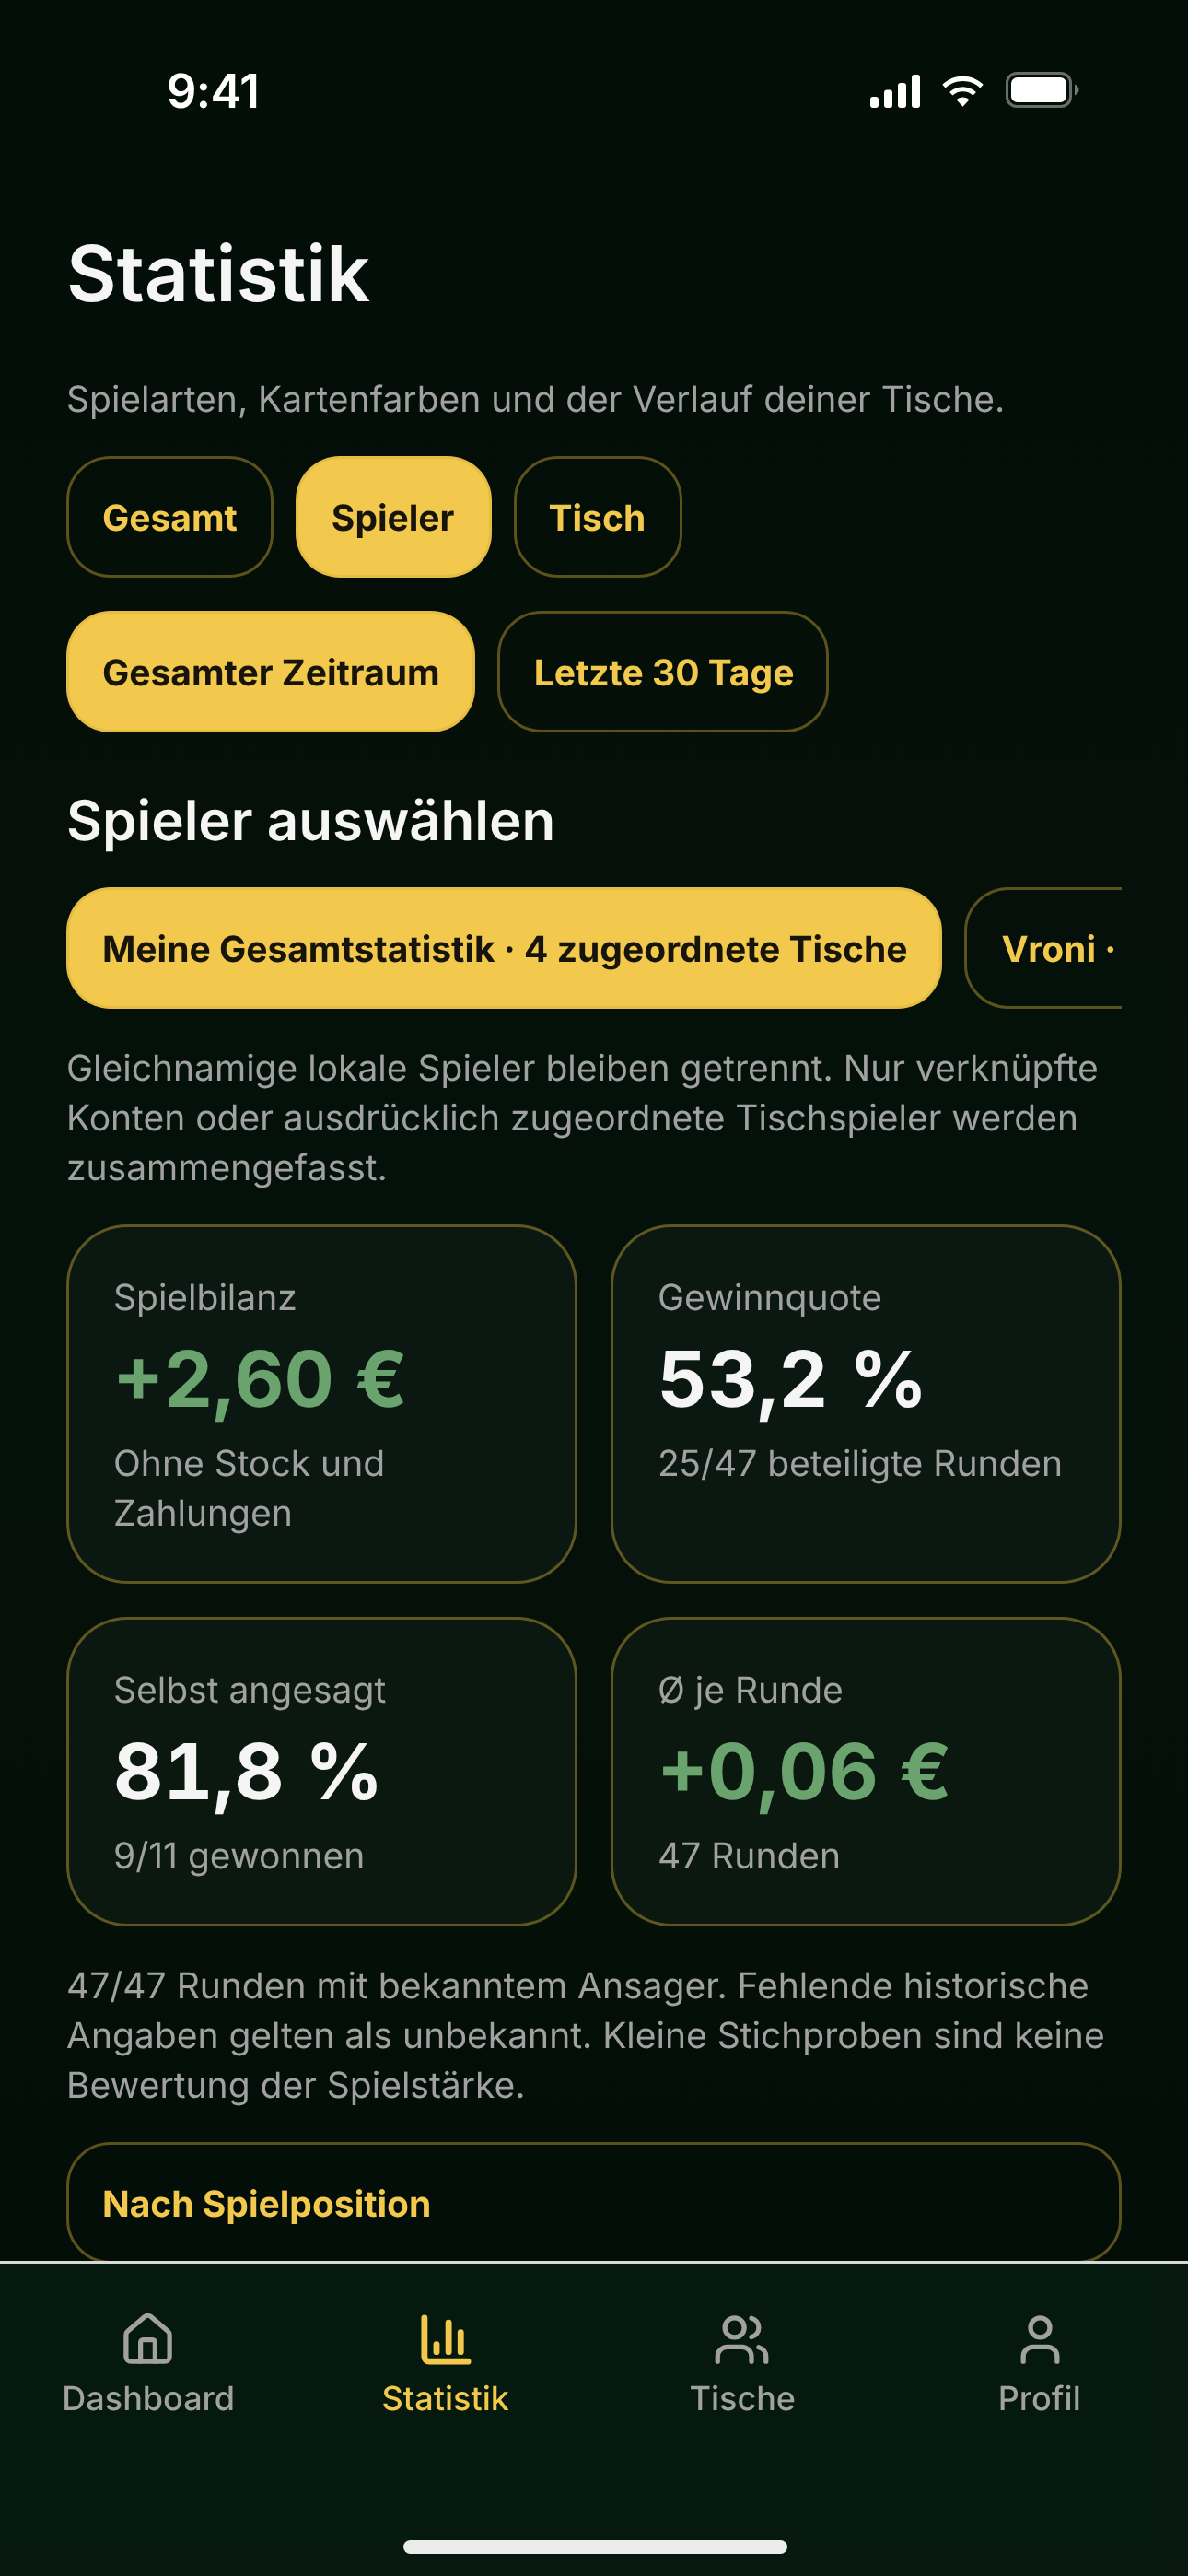 9:41
Statistik
Spielarten, Kartenfarben und der Verlauf deiner Tische.
Gesamt
Spieler
Tisch
Gesamter Zeitraum
Letzte 30 Tage
Spieler auswählen
Meine Gesamtstatistik · 4 zugeordnete Tische
Vroni ·
Gleichnamige lokale Spieler bleiben getrennt. Nur verknüpfte
Konten oder ausdrücklich zugeordnete Tischspieler werden
zusammengefasst.
Spielbilanz
+2,60 €
Ohne Stock und
Zahlungen
Gewinnquote
53,2 %
25/47 beteiligte Runden
Selbst angesagt
81,8 %
9/11 gewonnen
Ø je Runde
+0,06 €
47 Runden
47/47 Runden mit bekanntem Ansager. Fehlende historische
Angaben gelten als unbekannt. Kleine Stichproben sind keine
Bewertung der Spielstärke.
Nach Spielposition
Dashboard
Statistik
Tische
Profil